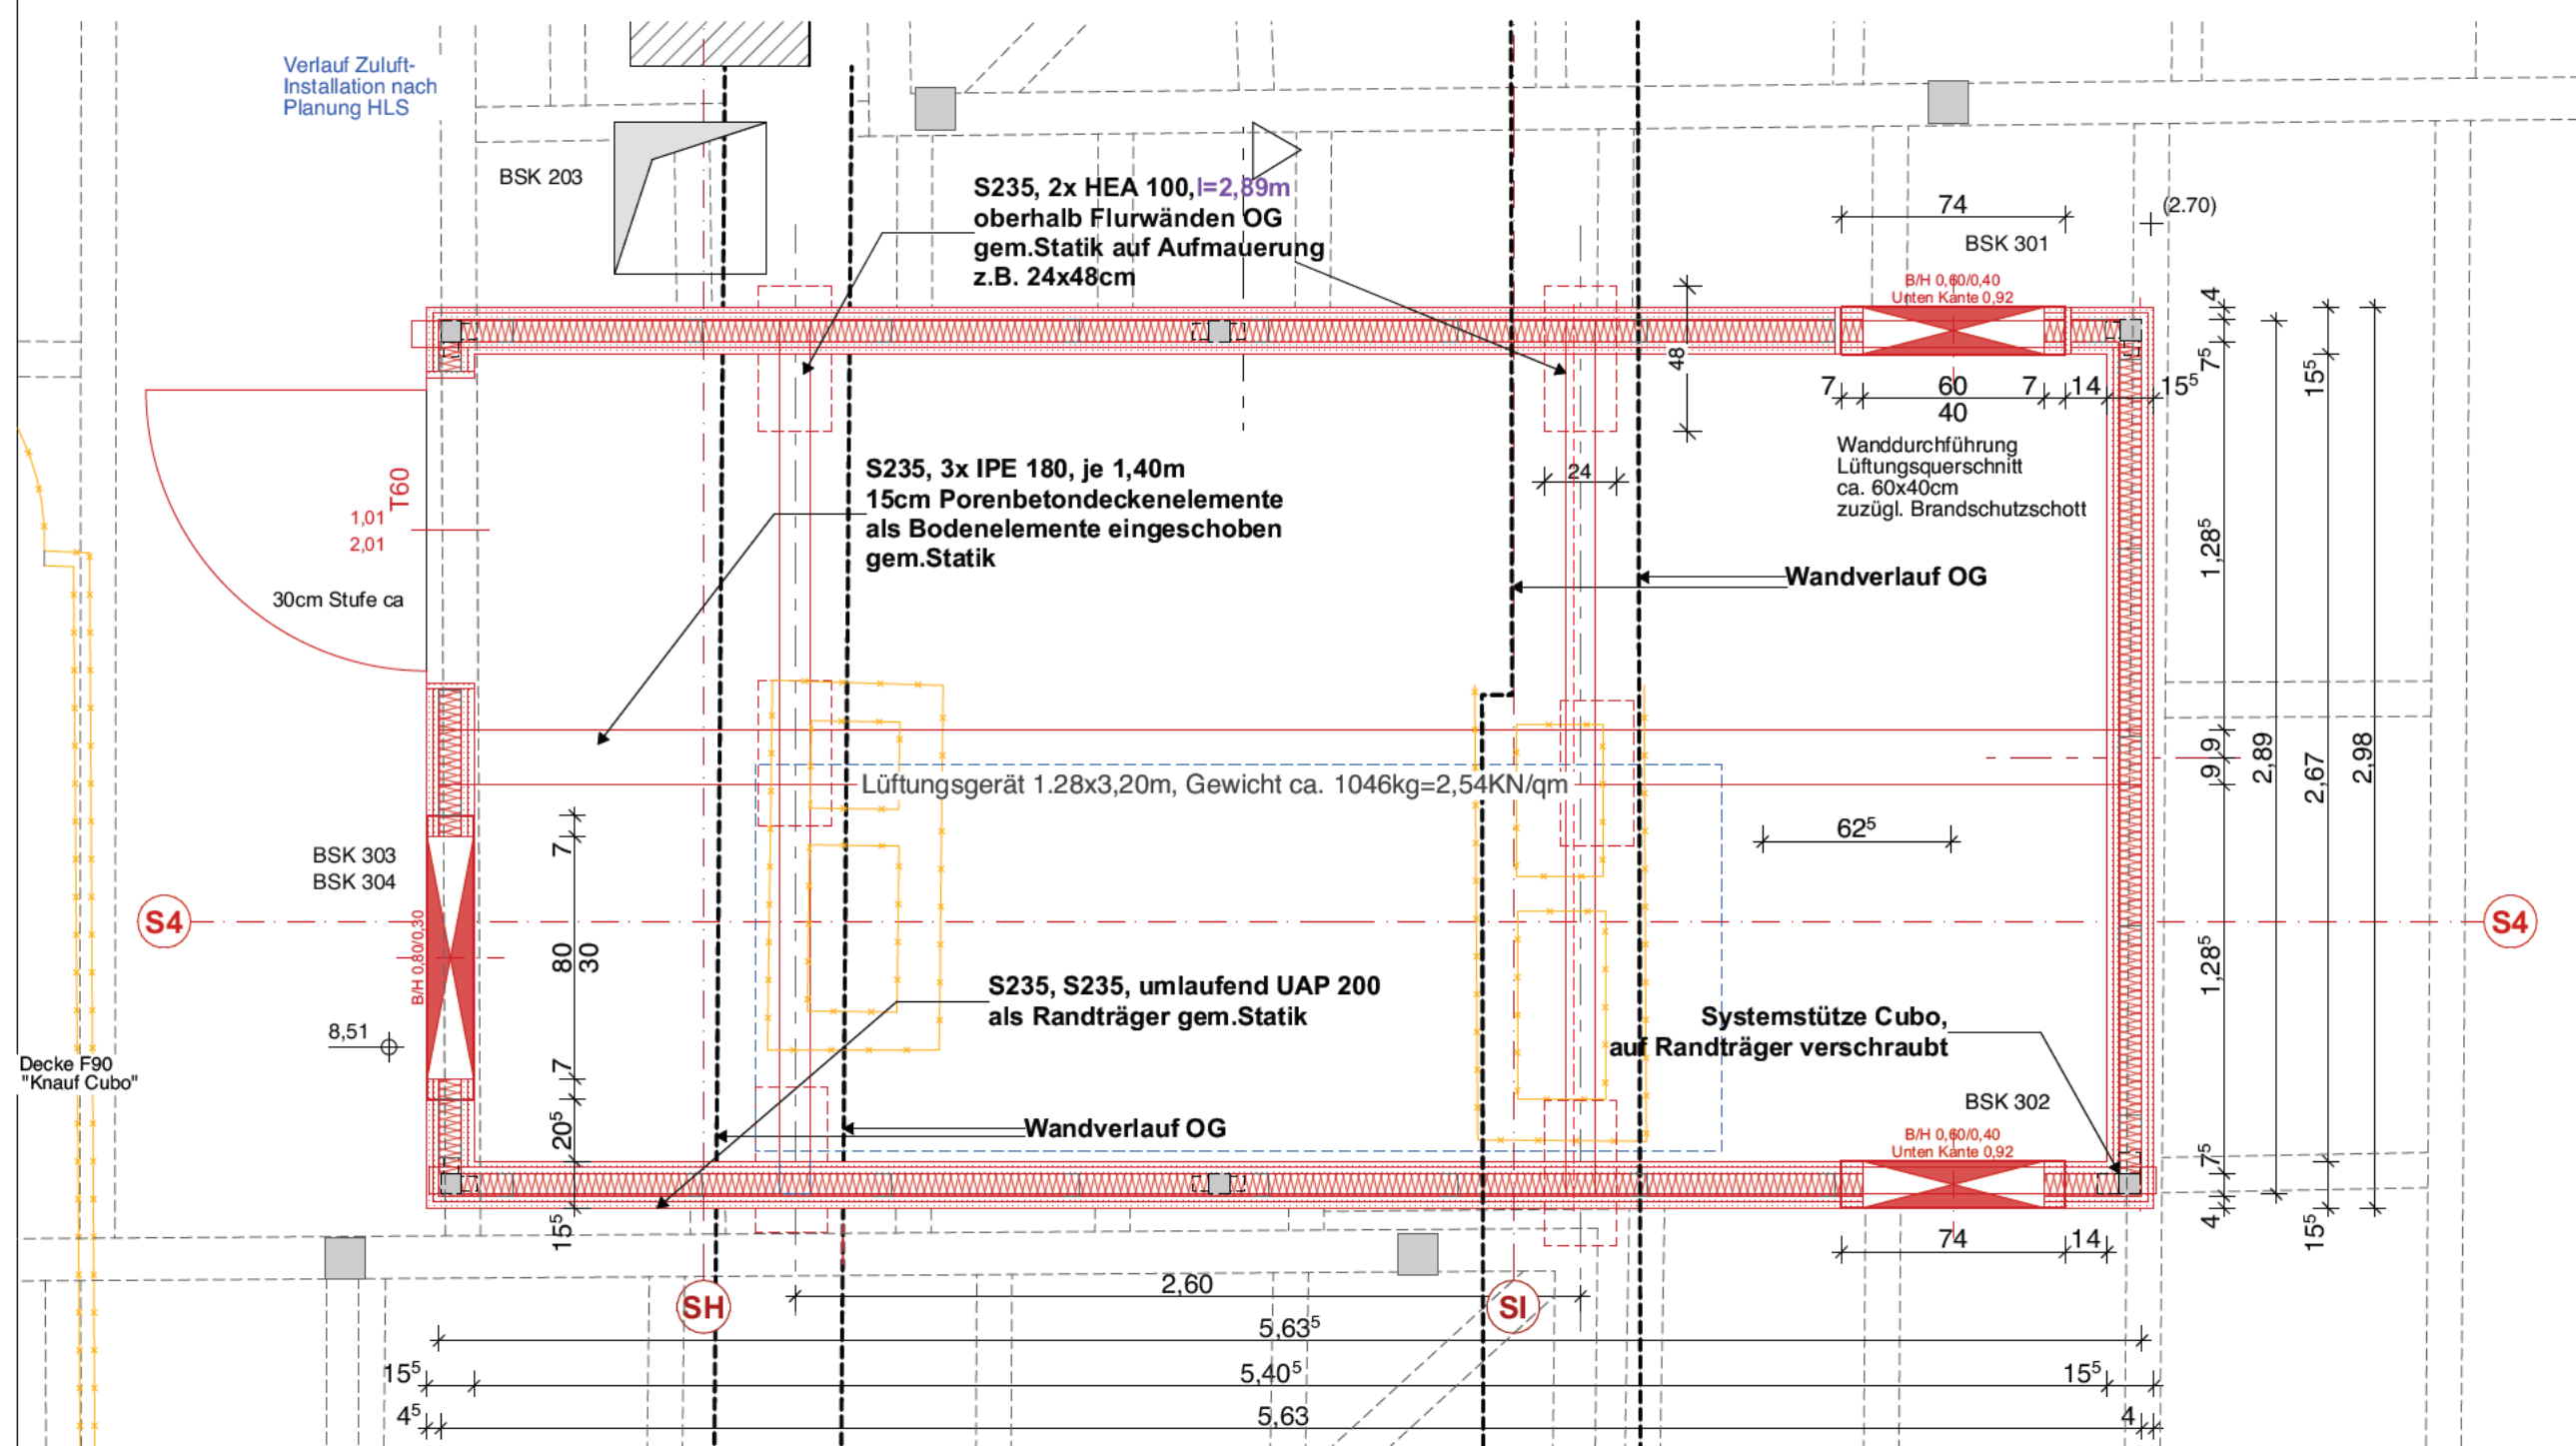 Verlauf Zuluft-
Installation nach
Planung HLS
BSK 203
S235, 2x HEA 100,l=2,89m
oberhalb Flurwänden OG
gem.Statik auf Aufmauerung
z.B. 24x48cm
74
(2.70)
BSK 301
B/H 0,60/0,40
Unten Kante 0,92
4
7⁵
15⁵
48
7
60
7
14
15⁵
40
Wanddurchführung
Lüftungsquerschnitt
ca. 60x40cm
zuzügl. Brandschutzschott
24
S235, 3x IPE 180, je 1,40m
15cm Porenbetondeckenelemente
als Bodenelemente eingeschoben
gem.Statik
T60
1,01
2,01
30cm Stufe ca
1,28⁵
Wandverlauf OG
9
9
2,89
2,67
2,98
Lüftungsgerät 1.28x3,20m, Gewicht ca. 1046kg=2,54KN/qm
62⁵
7
BSK 303
BSK 304
S4
B/H 0,80/0,30
80
30
S4
1,28⁵
S235, S235, umlaufend UAP 200
als Randträger gem.Statik
Systemstütze Cubo,
auf Randträger verschraubt
8,51
Decke F90
"Knauf Cubo"
7
20⁵
Wandverlauf OG
BSK 302
B/H 0,60/0,40
Unten Kante 0,92
7⁵
4
15⁵
15⁵
74
14
2,60
SH
SI
5,63⁵
15⁵
5,40⁵
15⁵
4⁵
5,63
4